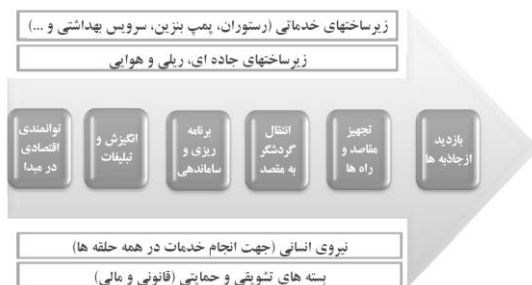 زیرساختهای خدماتی (رستوران، پمپ بنزین، سرویس بهداشتی و ...)
زیرساختهای جاده ای، ریلی و هوایی
بازدید
ازجاذبه ها
تجهیز
مقاصد و
راه ها
انتقال
گردشگر
به مقصد
برنامه
ریزی و
ساماندهی
انگیزش و
تبلیغات
توانمندی
اقتصادی
در مبدا
نیروی انسانی (جهت انجام خدمات در همه حلقه ها)
بسته های تشویقی و حمایتی (قانونی و مالی)